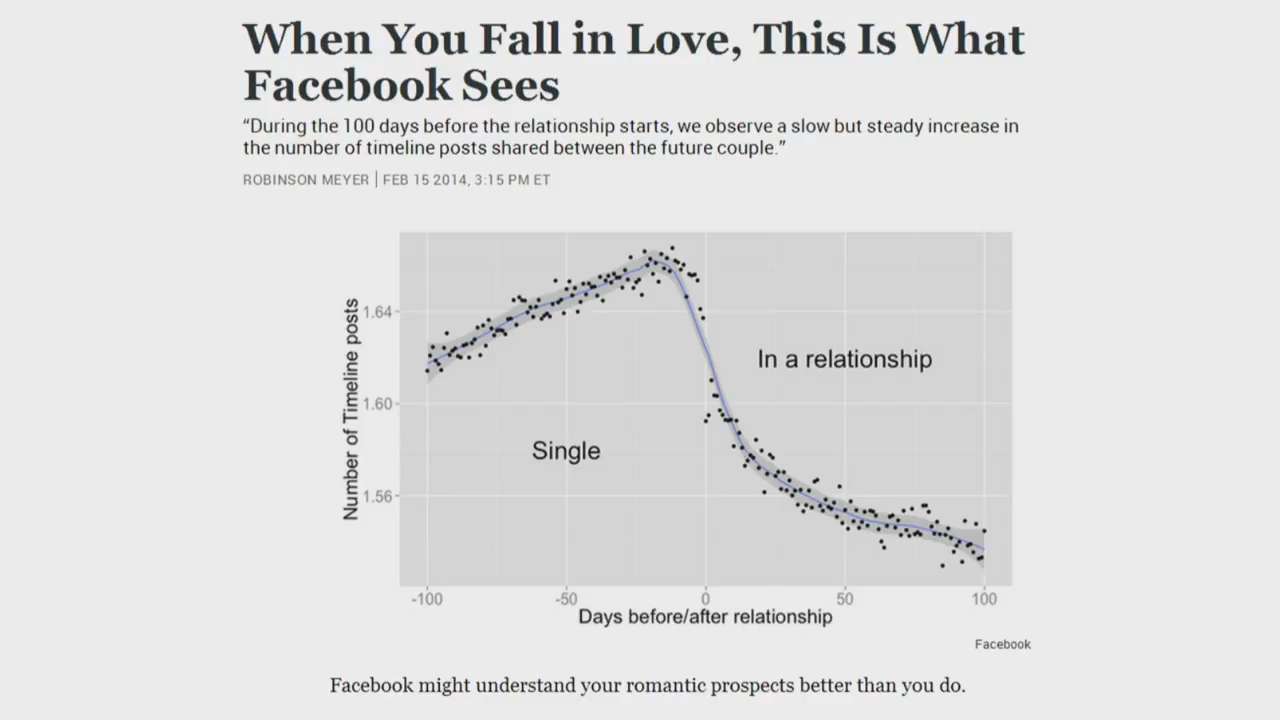 When You Fall in Love, This Is What
Facebook Sees
“During the 100 days before the relationship starts, we observe a slow but steady increase in
the number of timeline posts shared between the future couple.”
ROBINSON MEYER | FEB 15 2014, 3:15 PM ET
Number of Timeline posts
1.64
1.60
1.56
In a relationship
Single
-100 -50 0 50 100
Days before/after relationship
Facebook
Facebook might understand your romantic prospects better than you do.